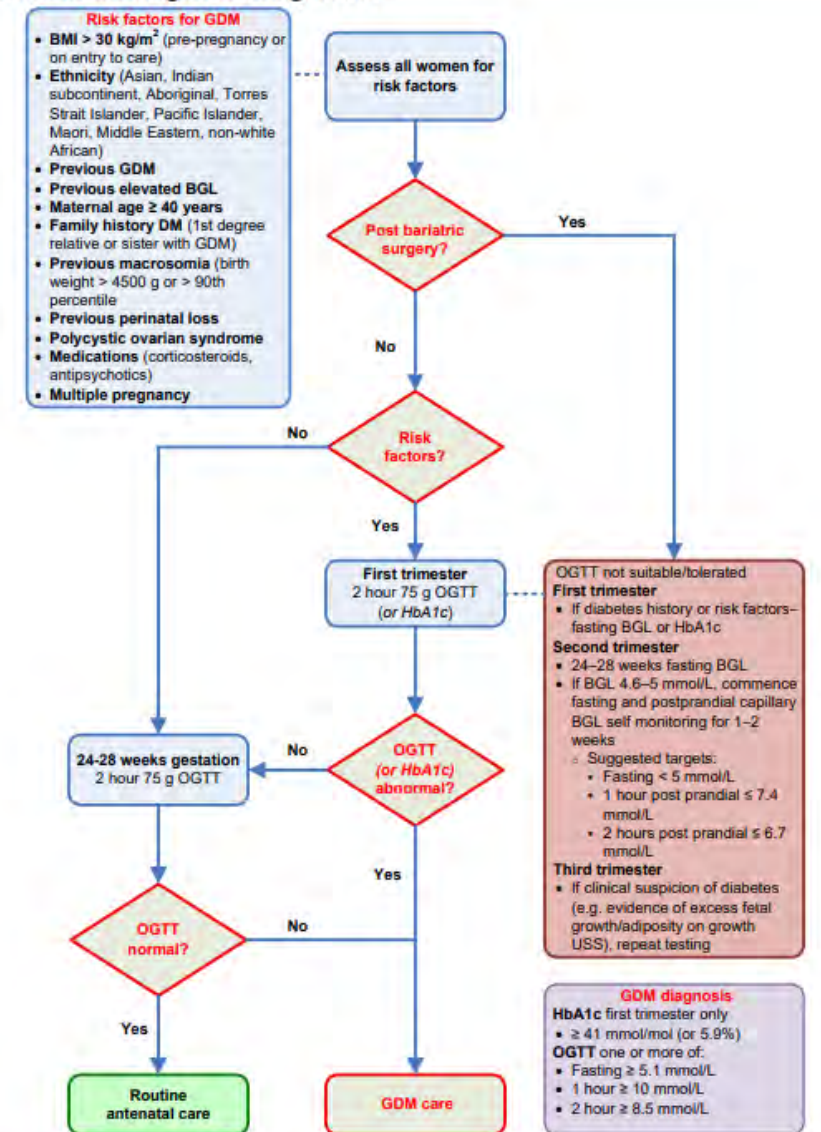 Risk factors for GDM
• BMI > 30 kg/m² (pre-pregnancy or
on entry to care)
• Ethnicity (Asian, Indian
subcontinent, Aboriginal, Torres
Strait Islander, Pacific Islander,
Maori, Middle Eastern, non-white
African)
• Previous GDM
• Previous elevated BGL
• Maternal age ≥ 40 years
• Family history DM (1st degree
relative or sister with GDM)
• Previous macrosomia (birth
weight > 4500 g or > 90th
percentile
• Previous perinatal loss
• Polycystic ovarian syndrome
• Medications (corticosteroids,
antipsychotics)
• Multiple pregnancy
Assess all women for
risk factors
Post bariatric
surgery?
Yes
No
Risk
factors?
No
Yes
First trimester
2 hour 75 g OGTT
(or HbA1c)
OGTT not suitable/tolerated
First trimester
• If diabetes history or risk factors–
fasting BGL or HbA1c
Second trimester
• 24–28 weeks fasting BGL
• If BGL 4.6–5 mmol/L, commence
fasting and postprandial capillary
BGL self monitoring for 1–2
weeks
○ Suggested targets:
▪ Fasting < 5 mmol/L
▪ 1 hour post prandial ≤ 7.4
mmol/L
▪ 2 hours post prandial ≤ 6.7
mmol/L
Third trimester
• If clinical suspicion of diabetes
(e.g. evidence of excess fetal
growth/adiposity on growth
USS), repeat testing
24-28 weeks gestation
2 hour 75 g OGTT
No
OGTT
(or HbA1c)
abnormal?
Yes
OGTT
normal?
No
Yes
Routine
antenatal care
GDM care
GDM diagnosis
HbA1c first trimester only
• ≥ 41 mmol/mol (or 5.9%)
OGTT one or more of:
• Fasting ≥ 5.1 mmol/L
• 1 hour ≥ 10 mmol/L
• 2 hour ≥ 8.5 mmol/L